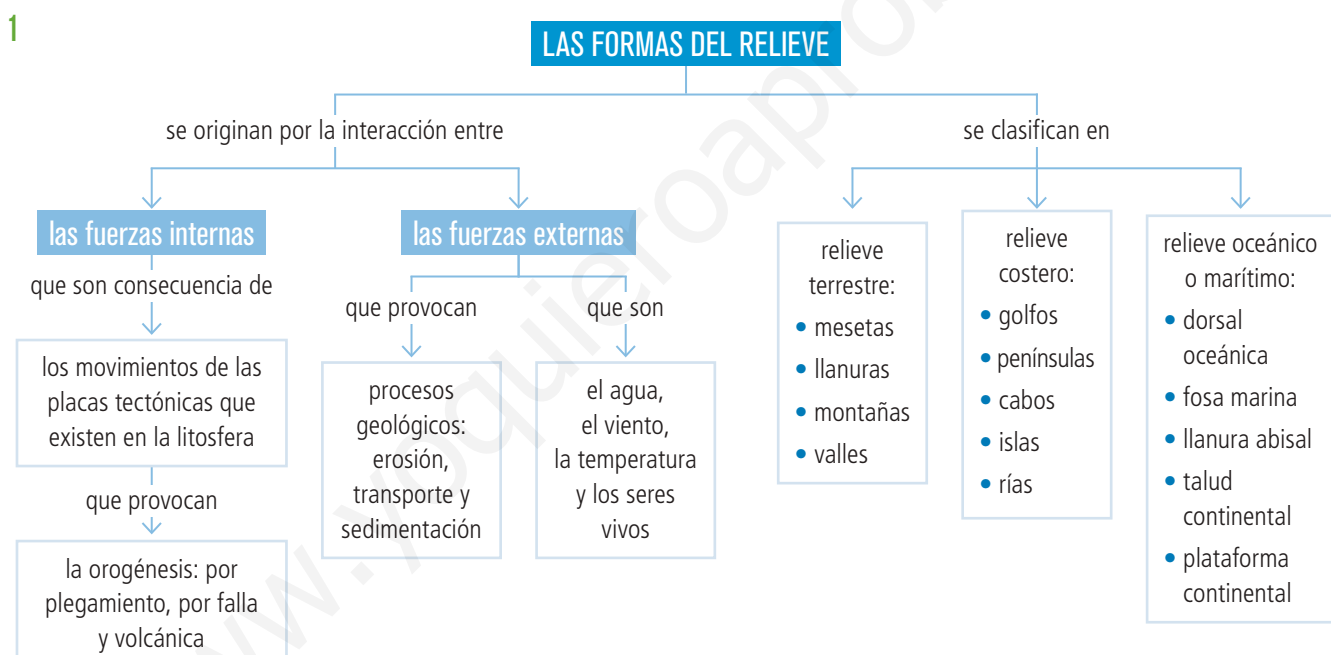 1
LAS FORMAS DEL RELIEVE
se originan por la interacción entre
las fuerzas internas
que son consecuencia de
los movimientos de las
placas tectónicas que
existen en la litosfera
que provocan
la orogénesis: por
plegamiento, por falla
y volcánica
las fuerzas externas
que provocan
procesos
geológicos:
erosión,
transporte y
sedimentación
que son
el agua,
el viento,
la temperatura
y los seres
vivos
se clasifican en
relieve
terrestre:
• mesetas
• llanuras
• montañas
• valles
relieve
costero:
• golfos
• penínsulas
• cabos
• islas
• rías
relieve oceánico
o marítimo:
• dorsal
oceánica
• fosa marina
• llanura abisal
• talud
continental
• plataforma
continental